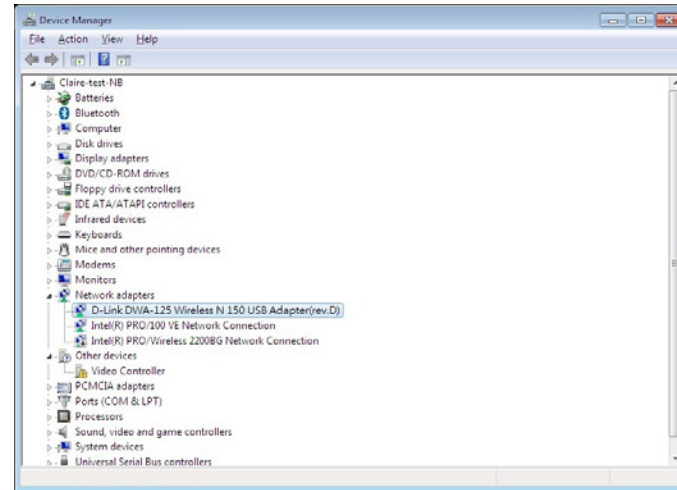 Device Manager
File Action View Help
Claire-test-NB
Batteries
Bluetooth
Computer
Disk drives
Display adapters
DVD/CD-ROM drives
Floppy drive controllers
IDE ATA/ATAPI controllers
Infrared devices
Keyboards
Mice and other pointing devices
Modems
Monitors
Network adapters
D-Link DWA-125 Wireless N 150 USB Adapter(rev.D)
Intel(R) PRO/100 VE Network Connection
Intel(R) PRO/Wireless 2200BG Network Connection
Other devices
Video Controller
PCMCIA adapters
Ports (COM & LPT)
Processors
Sound, video and game controllers
System devices
Universal Serial Bus controllers